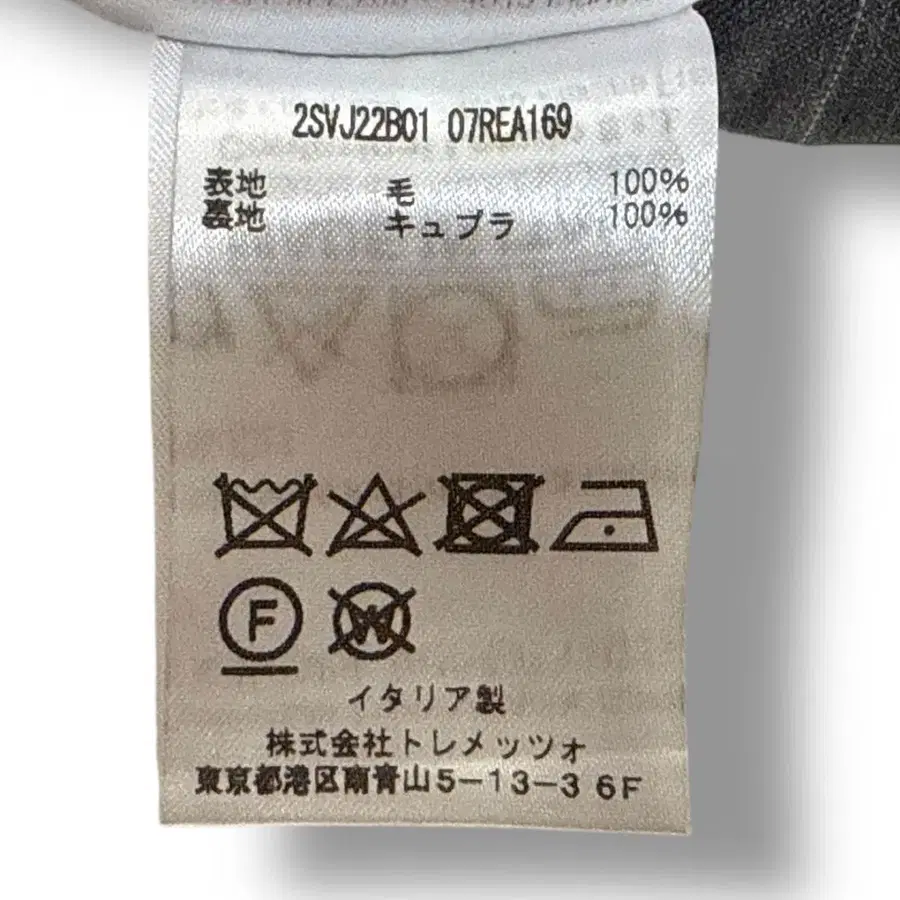 2SVJ22B01 07REA169
表地 毛 100%
裏地 キュプラ 100%
F W
イタリア製
株式会社トレメッツォ
東京都港区南青山5-13-3 6F